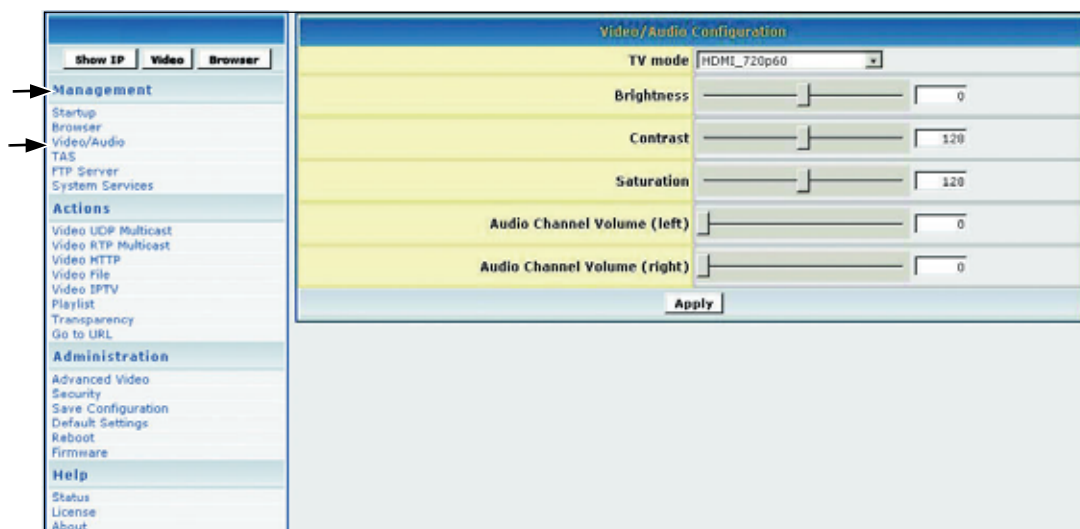 Show IP Video Browser
Management
Startup
Browser
Video/Audio
TAS
FTP Server
System Services
Actions
Video UDP Multicast
Video RTP Multicast
Video HTTP
Video File
Video IPTV
Playlist
Transparency
Go to URL
Administration
Advanced Video
Security
Save Configuration
Default Settings
Reboot
Firmware
Help
Status
License
About
Video/Audio Configuration
TV mode HDMI_720p60
Brightness 0
Contrast 128
Saturation 128
Audio Channel Volume (left) 0
Audio Channel Volume (right) 0
Apply